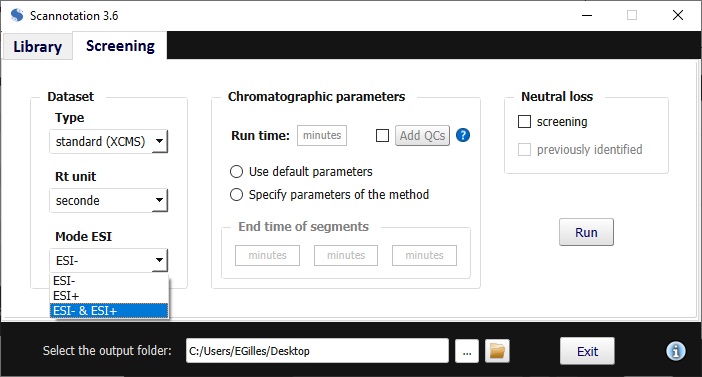 Scannotation 3.6
Library
Screening
Dataset
Type
standard (XCMS)
Rt unit
seconde
Mode ESI
ESI-
ESI-
ESI+
ESI- & ESI+
Chromatographic parameters
Run time: minutes Add QCs ?
Use default parameters
Specify parameters of the method
End time of segments
minutes minutes minutes
Neutral loss
screening
previously identified
Run
Select the output folder: C:/Users/EGilles/Desktop ... Exit i